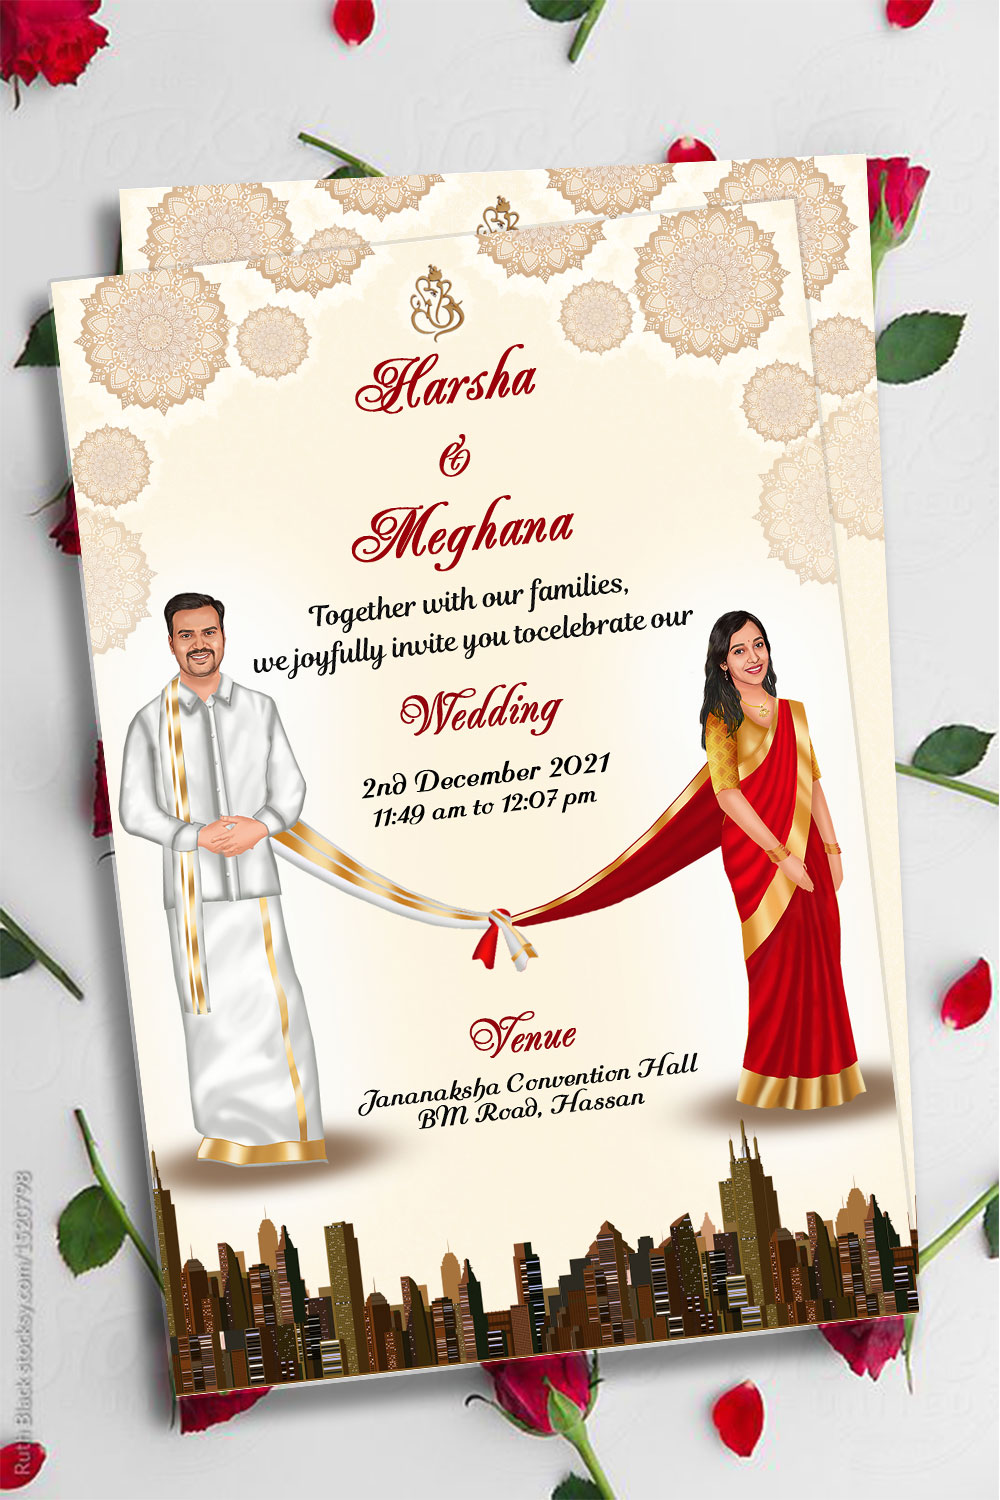 Harsha
&
Meghana
Together with our families,
we joyfully invite you tocelebrate our
Wedding
2nd December 2021
11:49 am to 12:07 pm
Venue
Jananaksha Convention Hall
BM Road, Hassan
Ruth Black stocksy.com/1520798